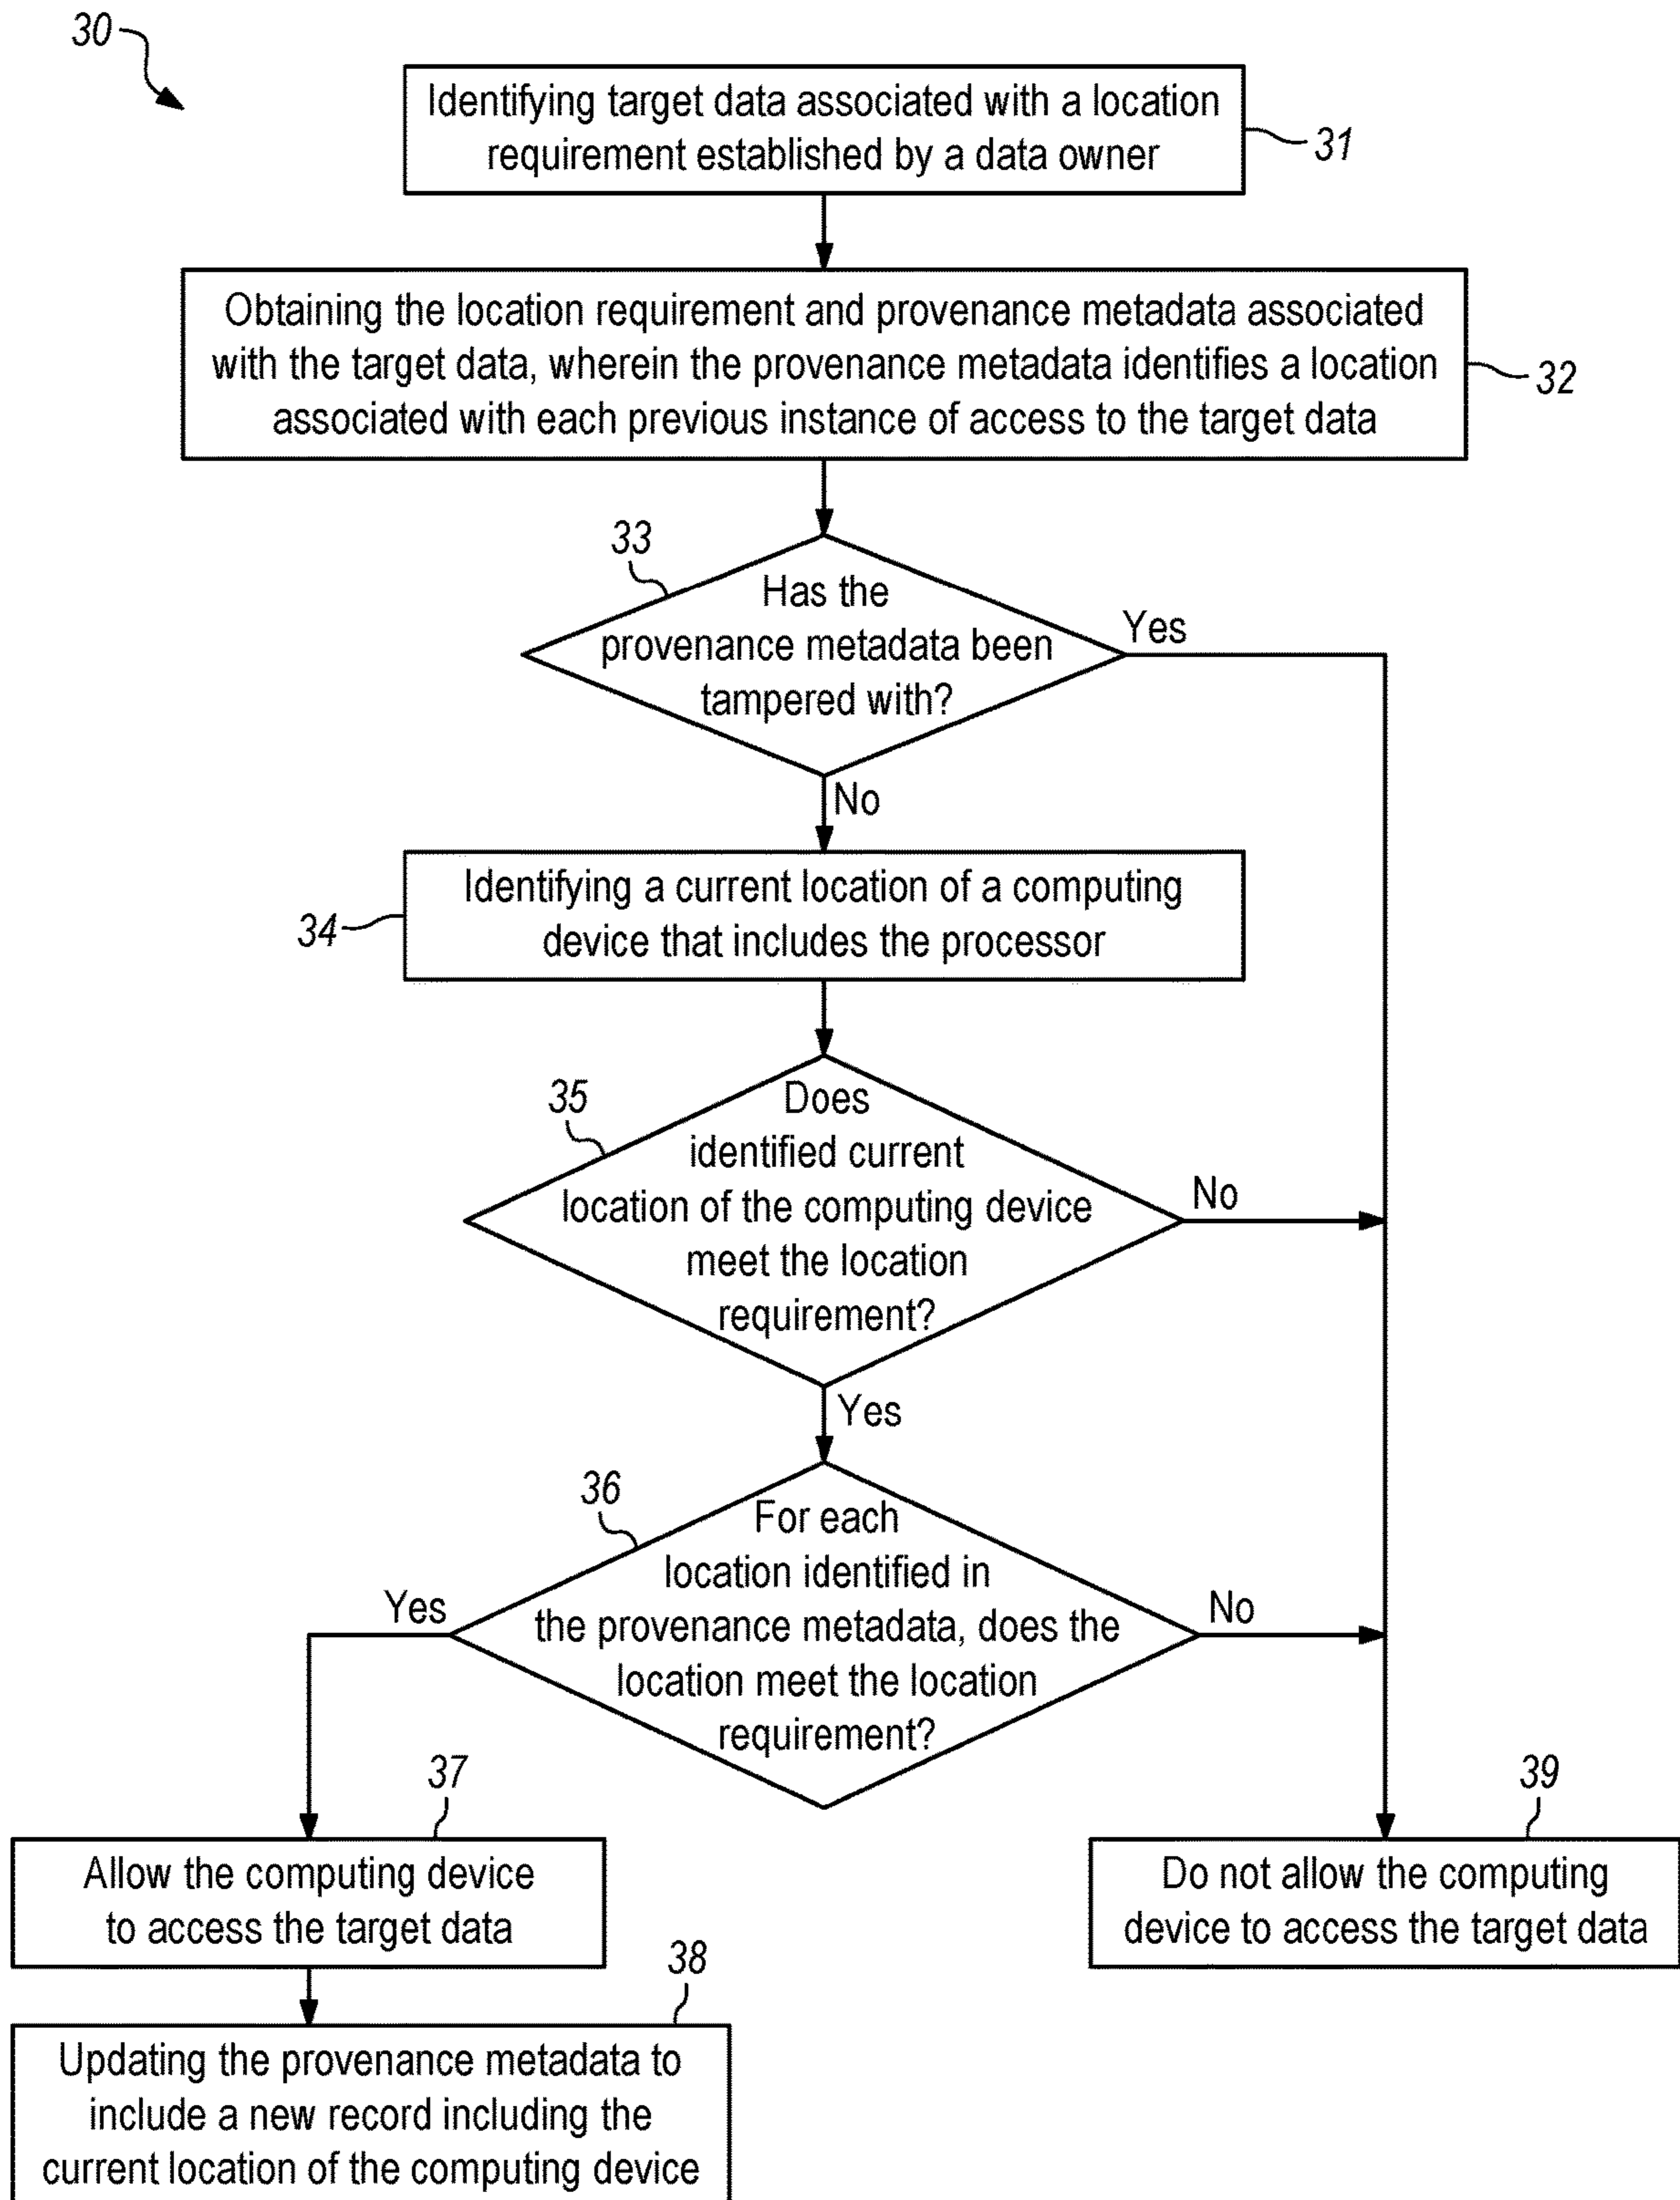 30
Identifying target data associated with a location
requirement established by a data owner
31
Obtaining the location requirement and provenance metadata associated
with the target data, wherein the provenance metadata identifies a location
associated with each previous instance of access to the target data
32
33
Has the
provenance metadata been
tampered with?
Yes
No
Identifying a current location of a computing
device that includes the processor
34
35
Does
identified current
location of the computing device
meet the location
requirement?
No
Yes
36
For each
location identified in
the provenance metadata, does the
location meet the location
requirement?
Yes
No
37
Allow the computing device
to access the target data
39
Do not allow the computing
device to access the target data
38
Updating the provenance metadata to
include a new record including the
current location of the computing device